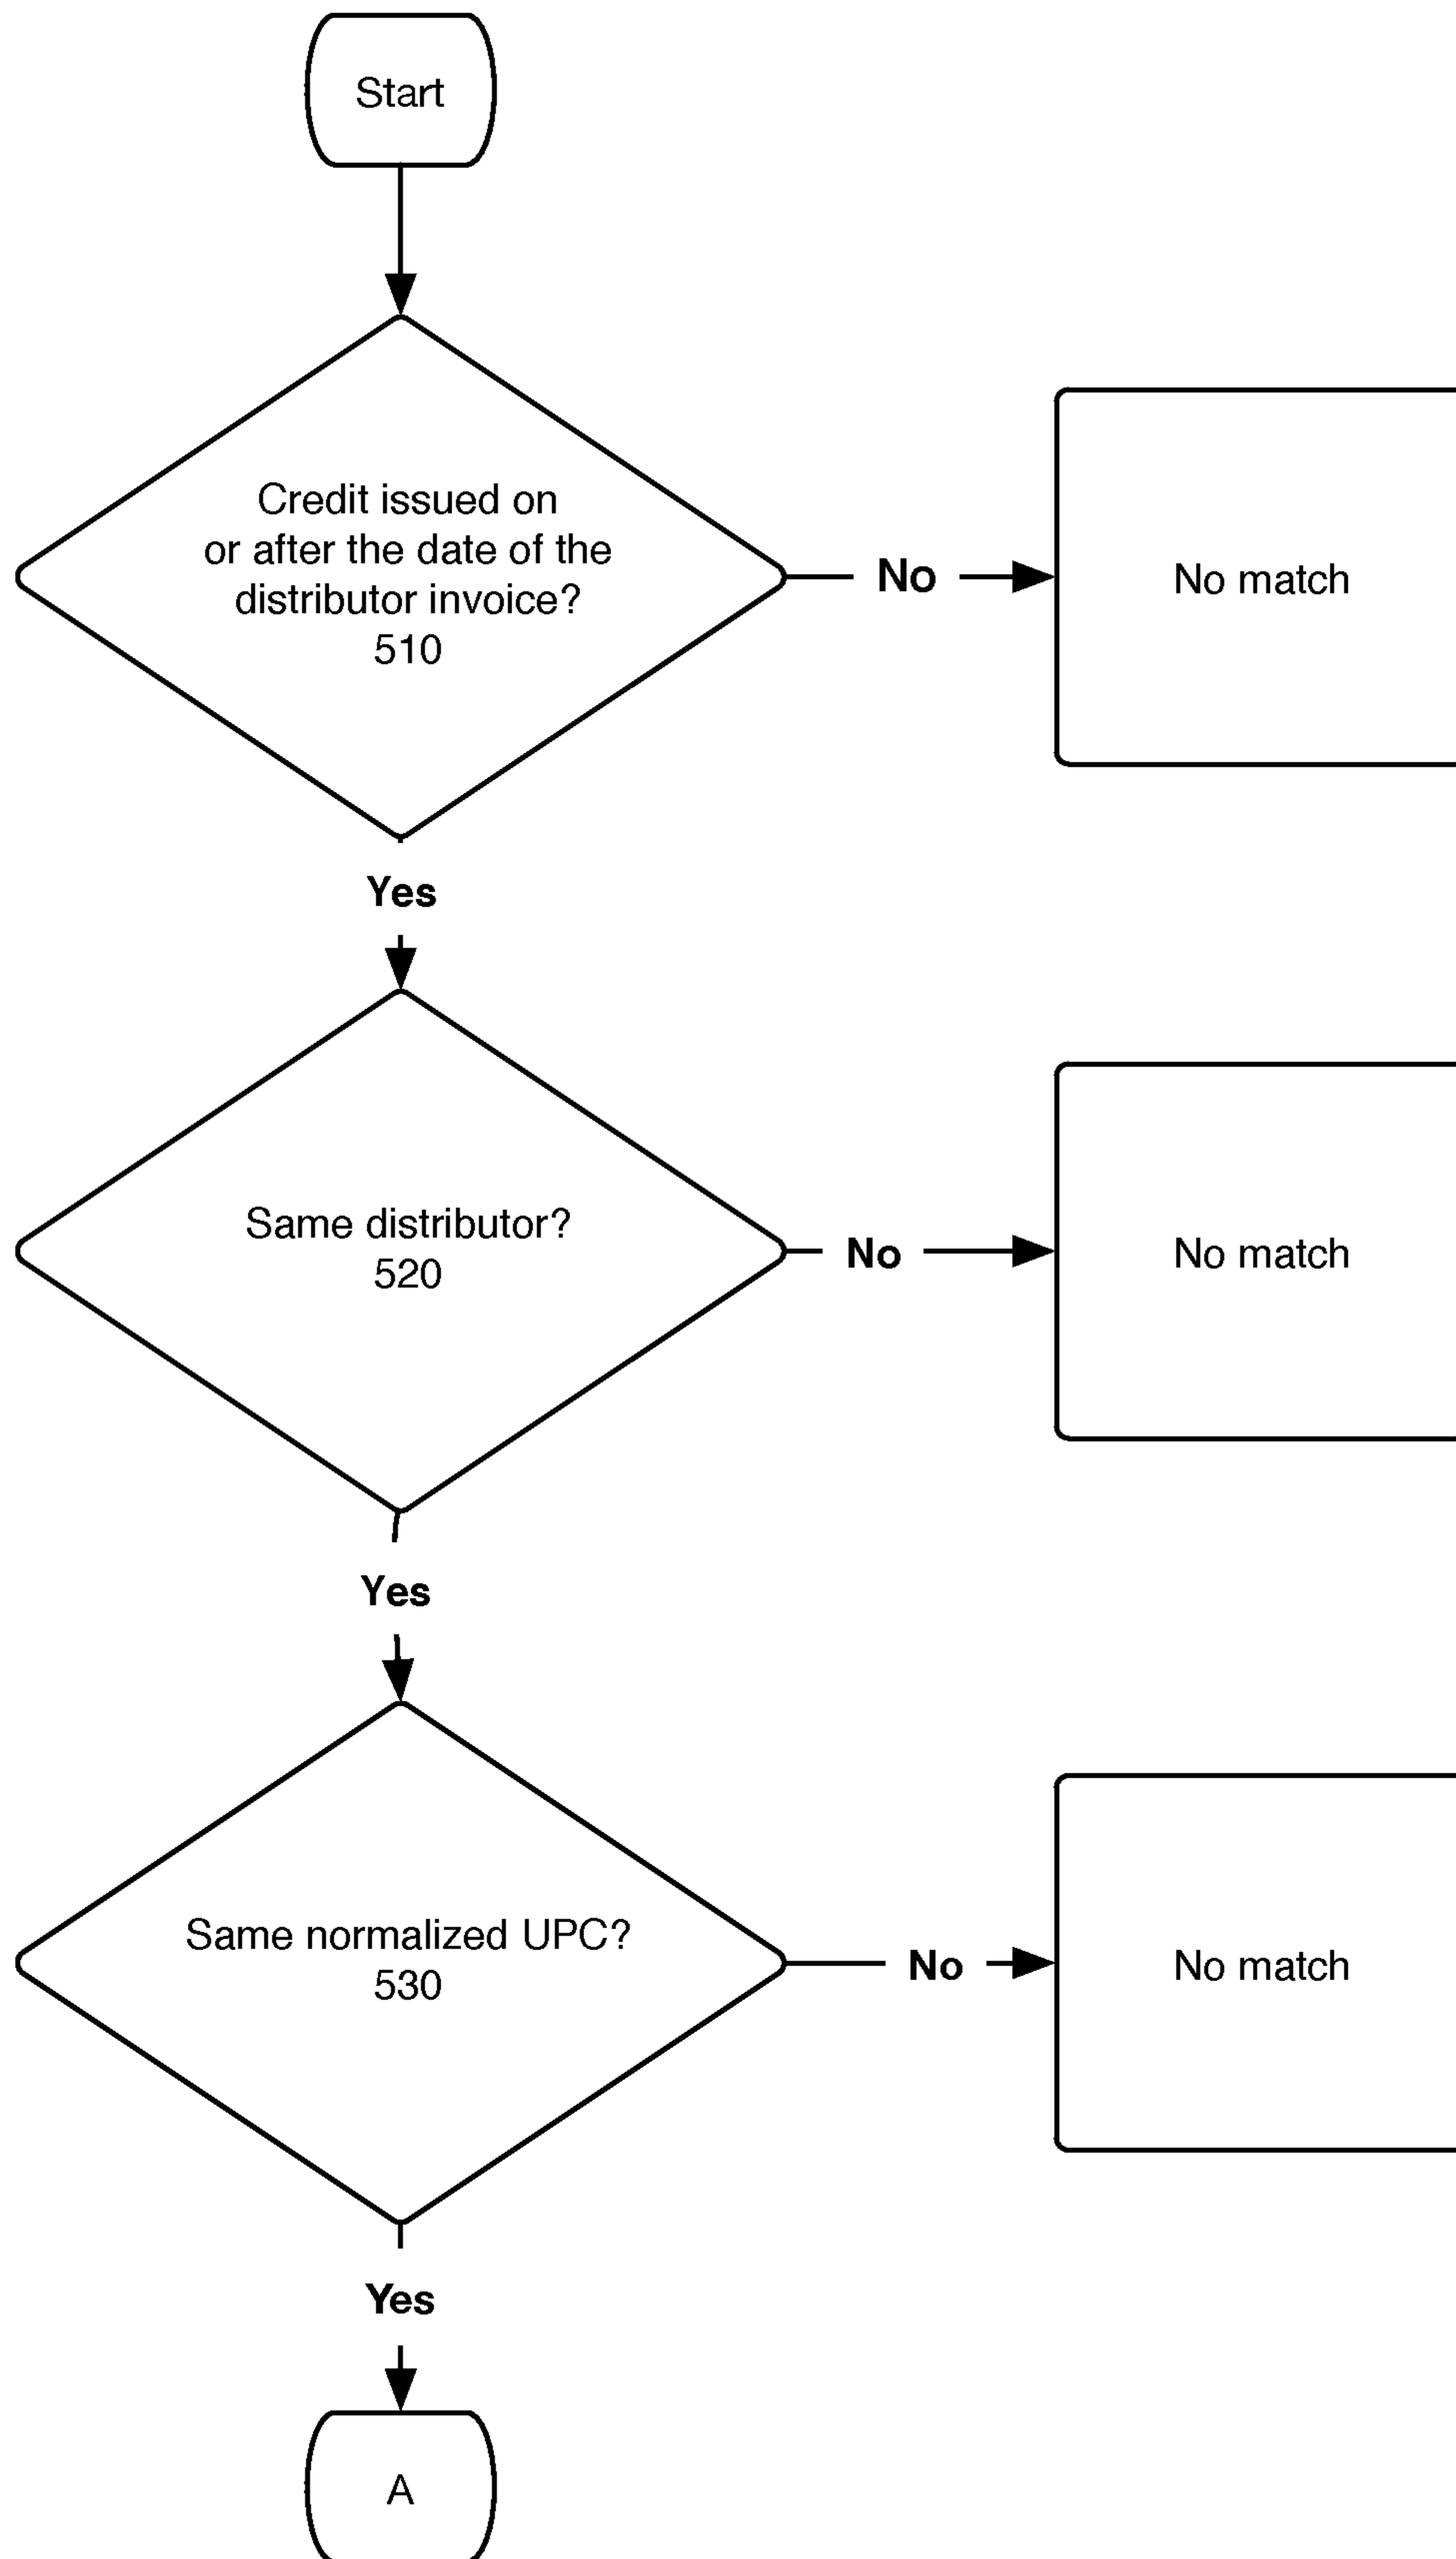 Start
Credit issued on
or after the date of the
distributor invoice?
510
No
No match
Yes
Same distributor?
520
No
No match
Yes
Same normalized UPC?
530
No
No match
Yes
A